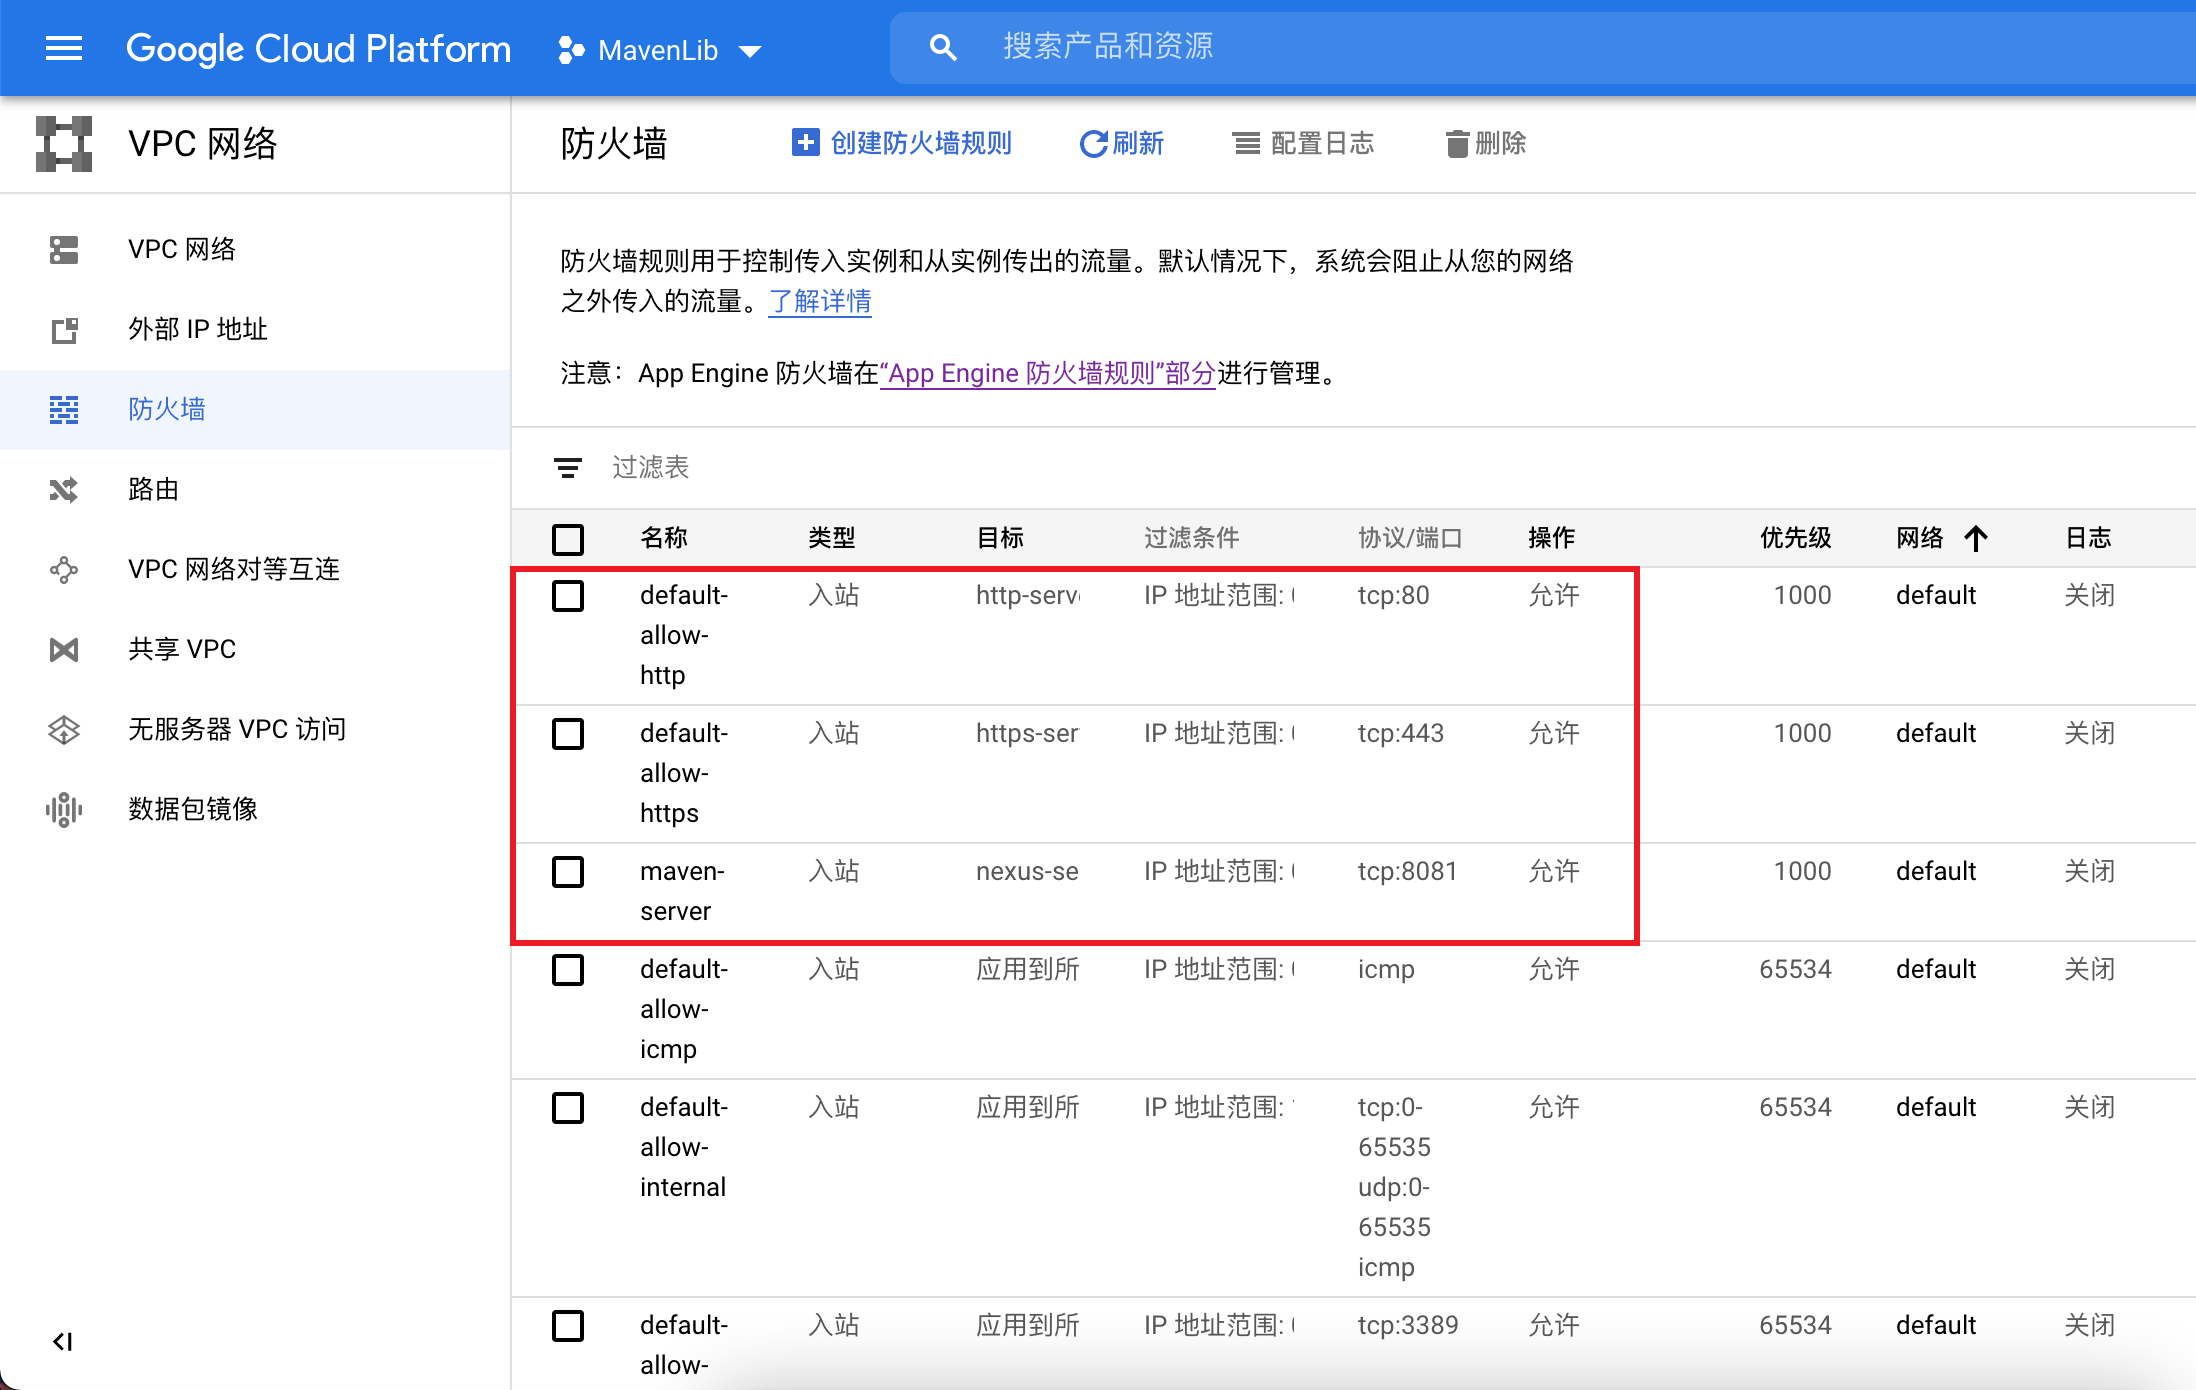 Google Cloud Platform
MavenLib
搜索产品和资源
VPC 网络
防火墙
创建防火墙规则
刷新
配置日志
删除
VPC 网络
外部 IP 地址
防火墙
路由
VPC 网络对等互连
共享 VPC
无服务器 VPC 访问
数据包镜像
防火墙规则用于控制传入实例和从实例传出的流量。默认情况下，系统会阻止从您的网络
之外传入的流量。了解详情
注意：App Engine 防火墙在“App Engine 防火墙规则”部分进行管理。
过滤表
名称 类型 目标 过滤条件 协议/端口 操作 优先级 网络 日志
default- 入站 http-serv IP 地址范围: tcp:80 允许 1000 default 关闭
allow-
http
default- 入站 https-ser IP 地址范围: tcp:443 允许 1000 default 关闭
allow-
https
maven- 入站 nexus-se IP 地址范围: tcp:8081 允许 1000 default 关闭
server
default- 入站 应用到所 IP 地址范围: icmp 允许 65534 default 关闭
allow-
icmp
default- 入站 应用到所 IP 地址范围: tcp:0- 允许 65534 default 关闭
allow- 65535
internal udp:0-
65535
icmp
default- 入站 应用到所 IP 地址范围: tcp:3389 允许 65534 default 关闭
allow-